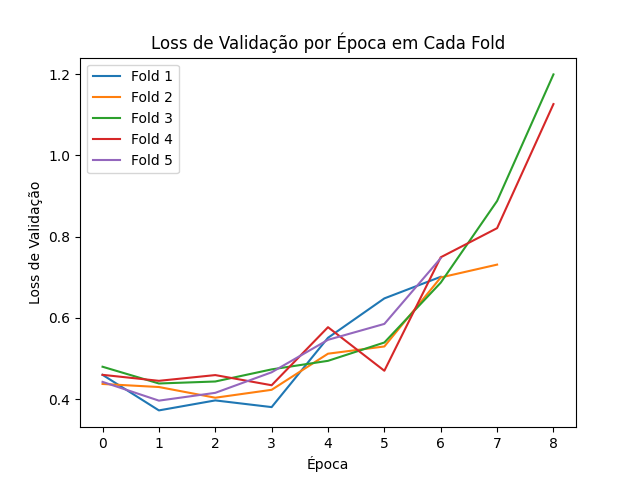 Loss de Validação por Época em Cada Fold
Fold 1
Fold 2
Fold 3
Fold 4
Fold 5
1.2
1.0
0.8
0.6
0.4
Loss de Validação
0 1 2 3 4 5 6 7 8
Época